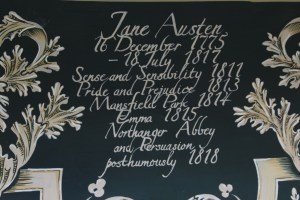 Jane Austen
16 December 1775
- 18 July 1817
Sense and Sensibility 1811
Pride and Prejudice 1813
Mansfield Park 1814
Emma 1815
Northanger Abbey
and Persuasion
posthumously 1818